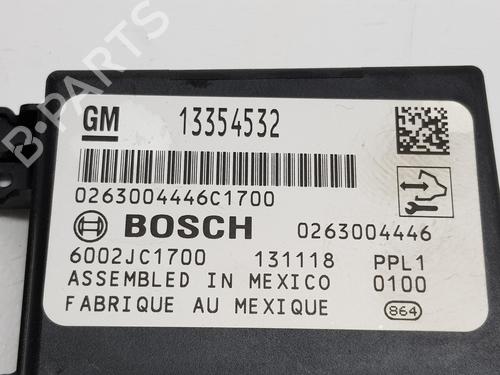 GM 13354532
0263004446C1700
BOSCH 0263004446
6002JC1700 131118 PPL1
ASSEMBLED IN MEXICO 0100
FABRIQUE AU MEXIQUE 864
B-PARTS